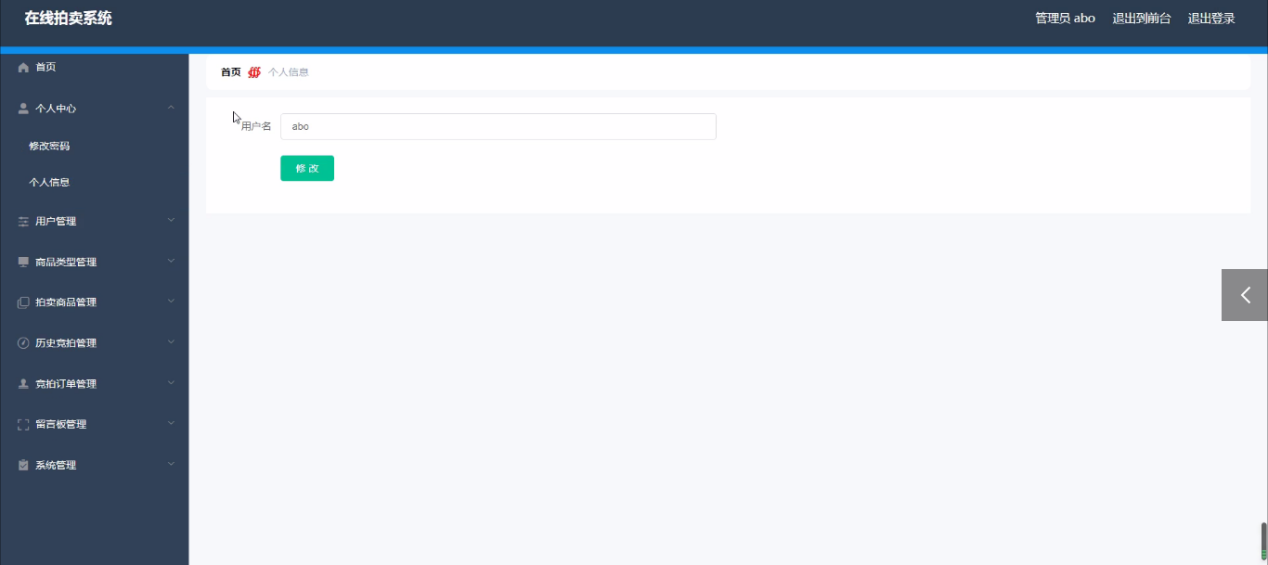 在线拍卖系统
管理员 abo 退出到前台 退出登录
首页
个人中心
修改密码
个人信息
用户管理
商品类型管理
拍卖商品管理
历史竞拍管理
竞拍订单管理
留言板管理
系统管理
首页 个人信息
用户名 abo
修 改